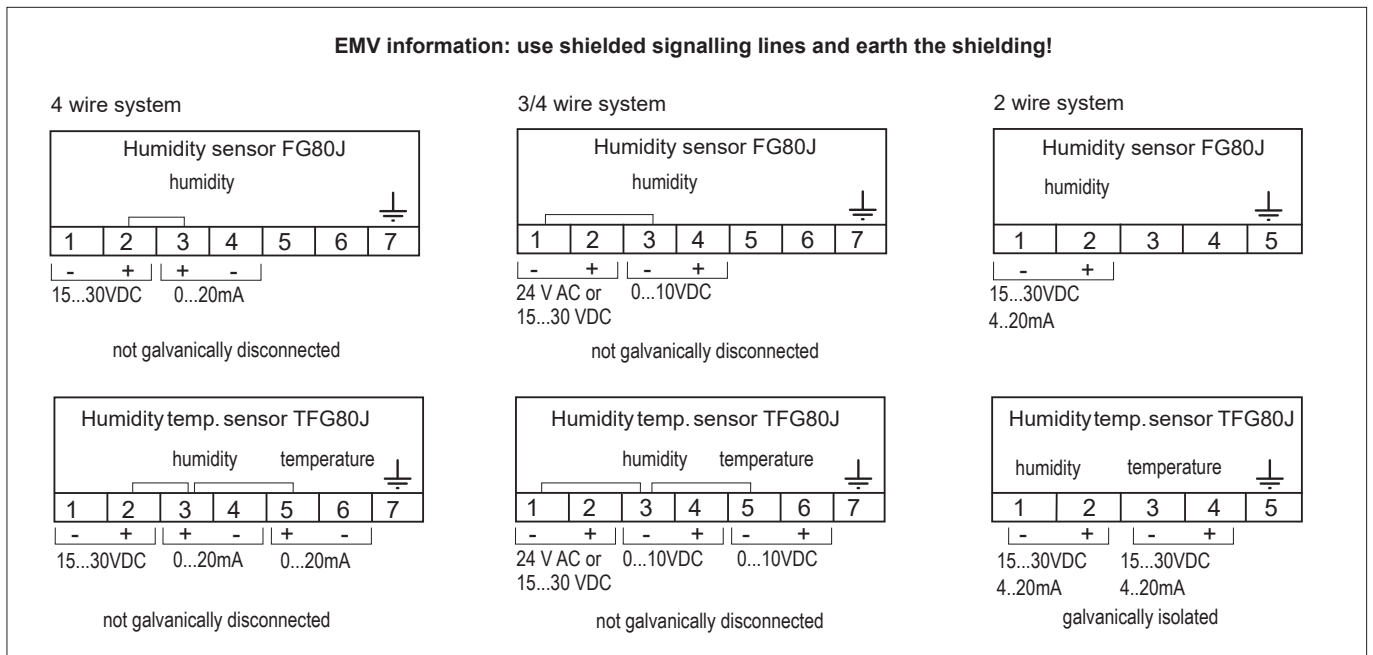 EMV information: use shielded signalling lines and earth the shielding!
4 wire system
Humidity sensor FG80J
humidity
1 2 3 4 5 6 7
- + + -
15...30VDC 0...20mA
not galvanically disconnected
3/4 wire system
Humidity sensor FG80J
humidity
1 2 3 4 5 6 7
- + - +
24 V AC or 0...10VDC
15...30 VDC
not galvanically disconnected
2 wire system
Humidity sensor FG80J
humidity
1 2 3 4 5
- +
15...30VDC
4..20mA
Humidity temp. sensor TFG80J
humidity temperature
1 2 3 4 5 6 7
- + + - + -
15...30VDC 0...20mA 0...20mA
not galvanically disconnected
Humidity temp. sensor TFG80J
humidity temperature
1 2 3 4 5 6 7
- + - + - +
24 V AC or 0...10VDC 0...10VDC
15...30 VDC
not galvanically disconnected
Humidity temp. sensor TFG80J
humidity temperature
1 2 3 4 5
- + - +
15...30VDC 15...30VDC
4..20mA 4..20mA
galvanically isolated